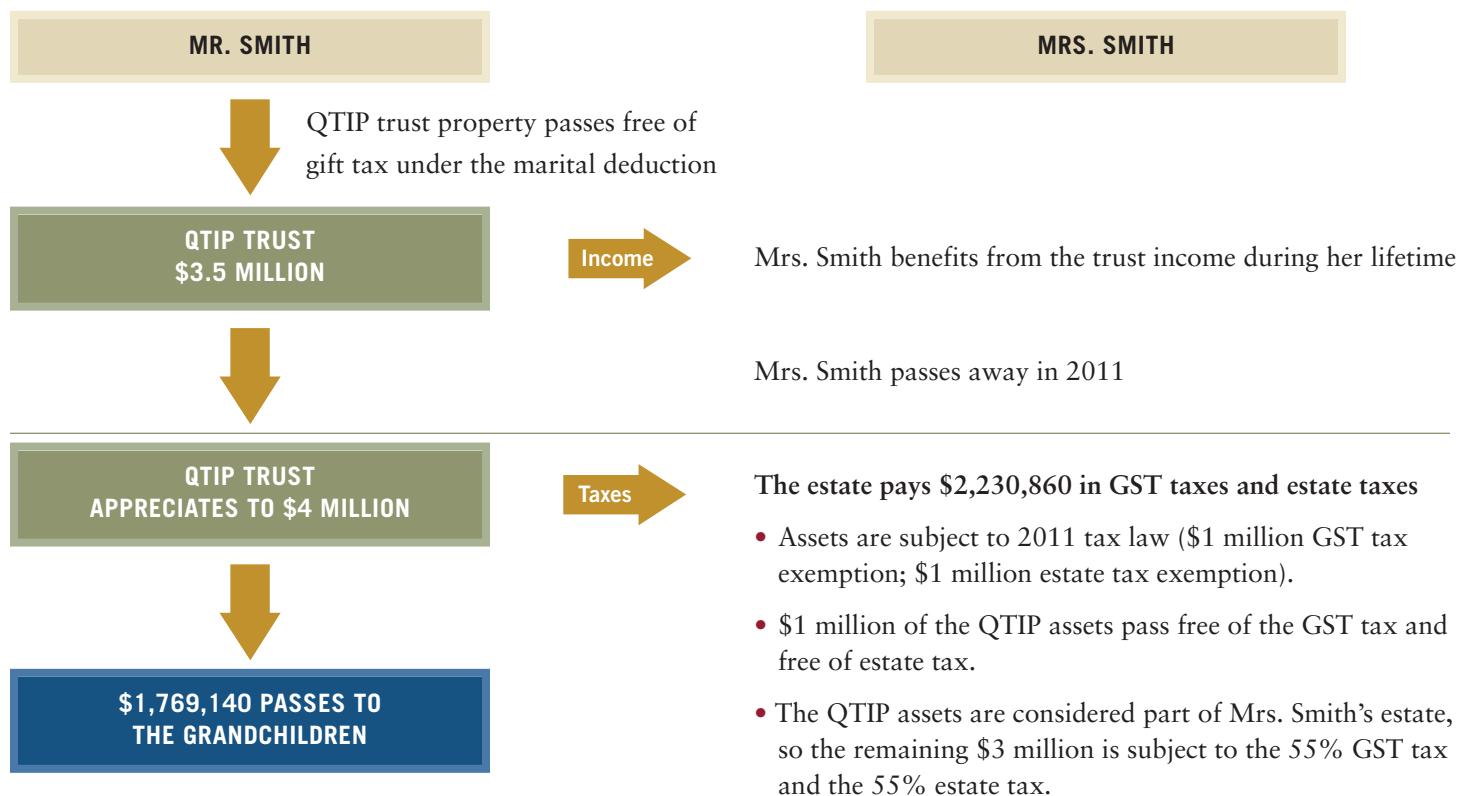 MR. SMITH
MRS. SMITH
QTIP trust property passes free of
gift tax under the marital deduction
QTIP TRUST
$3.5 MILLION
Income
Mrs. Smith benefits from the trust income during her lifetime
Mrs. Smith passes away in 2011
QTIP TRUST
APPRECIATES TO $4 MILLION
Taxes
The estate pays $2,230,860 in GST taxes and estate taxes
• Assets are subject to 2011 tax law ($1 million GST tax
exemption; $1 million estate tax exemption).
• $1 million of the QTIP assets pass free of the GST tax and
free of estate tax.
• The QTIP assets are considered part of Mrs. Smith’s estate,
so the remaining $3 million is subject to the 55% GST tax
and the 55% estate tax.
$1,769,140 PASSES TO
THE GRANDCHILDREN